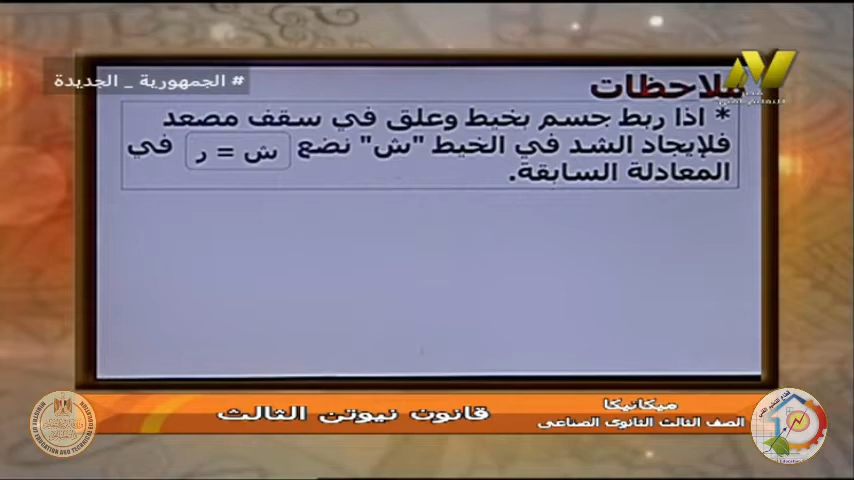 # الجمهورية _ الجديدة
ملاحظات
* اذا ربط جسم بخيط وعلق في سقف مصعد
فلإيجاد الشد في الخيط "ش" نضع ش = ر في
المعادلة السابقة.
ميكانيكا
الصف الثالث الثانوى الصناعى
قانون نيوتن الثالث